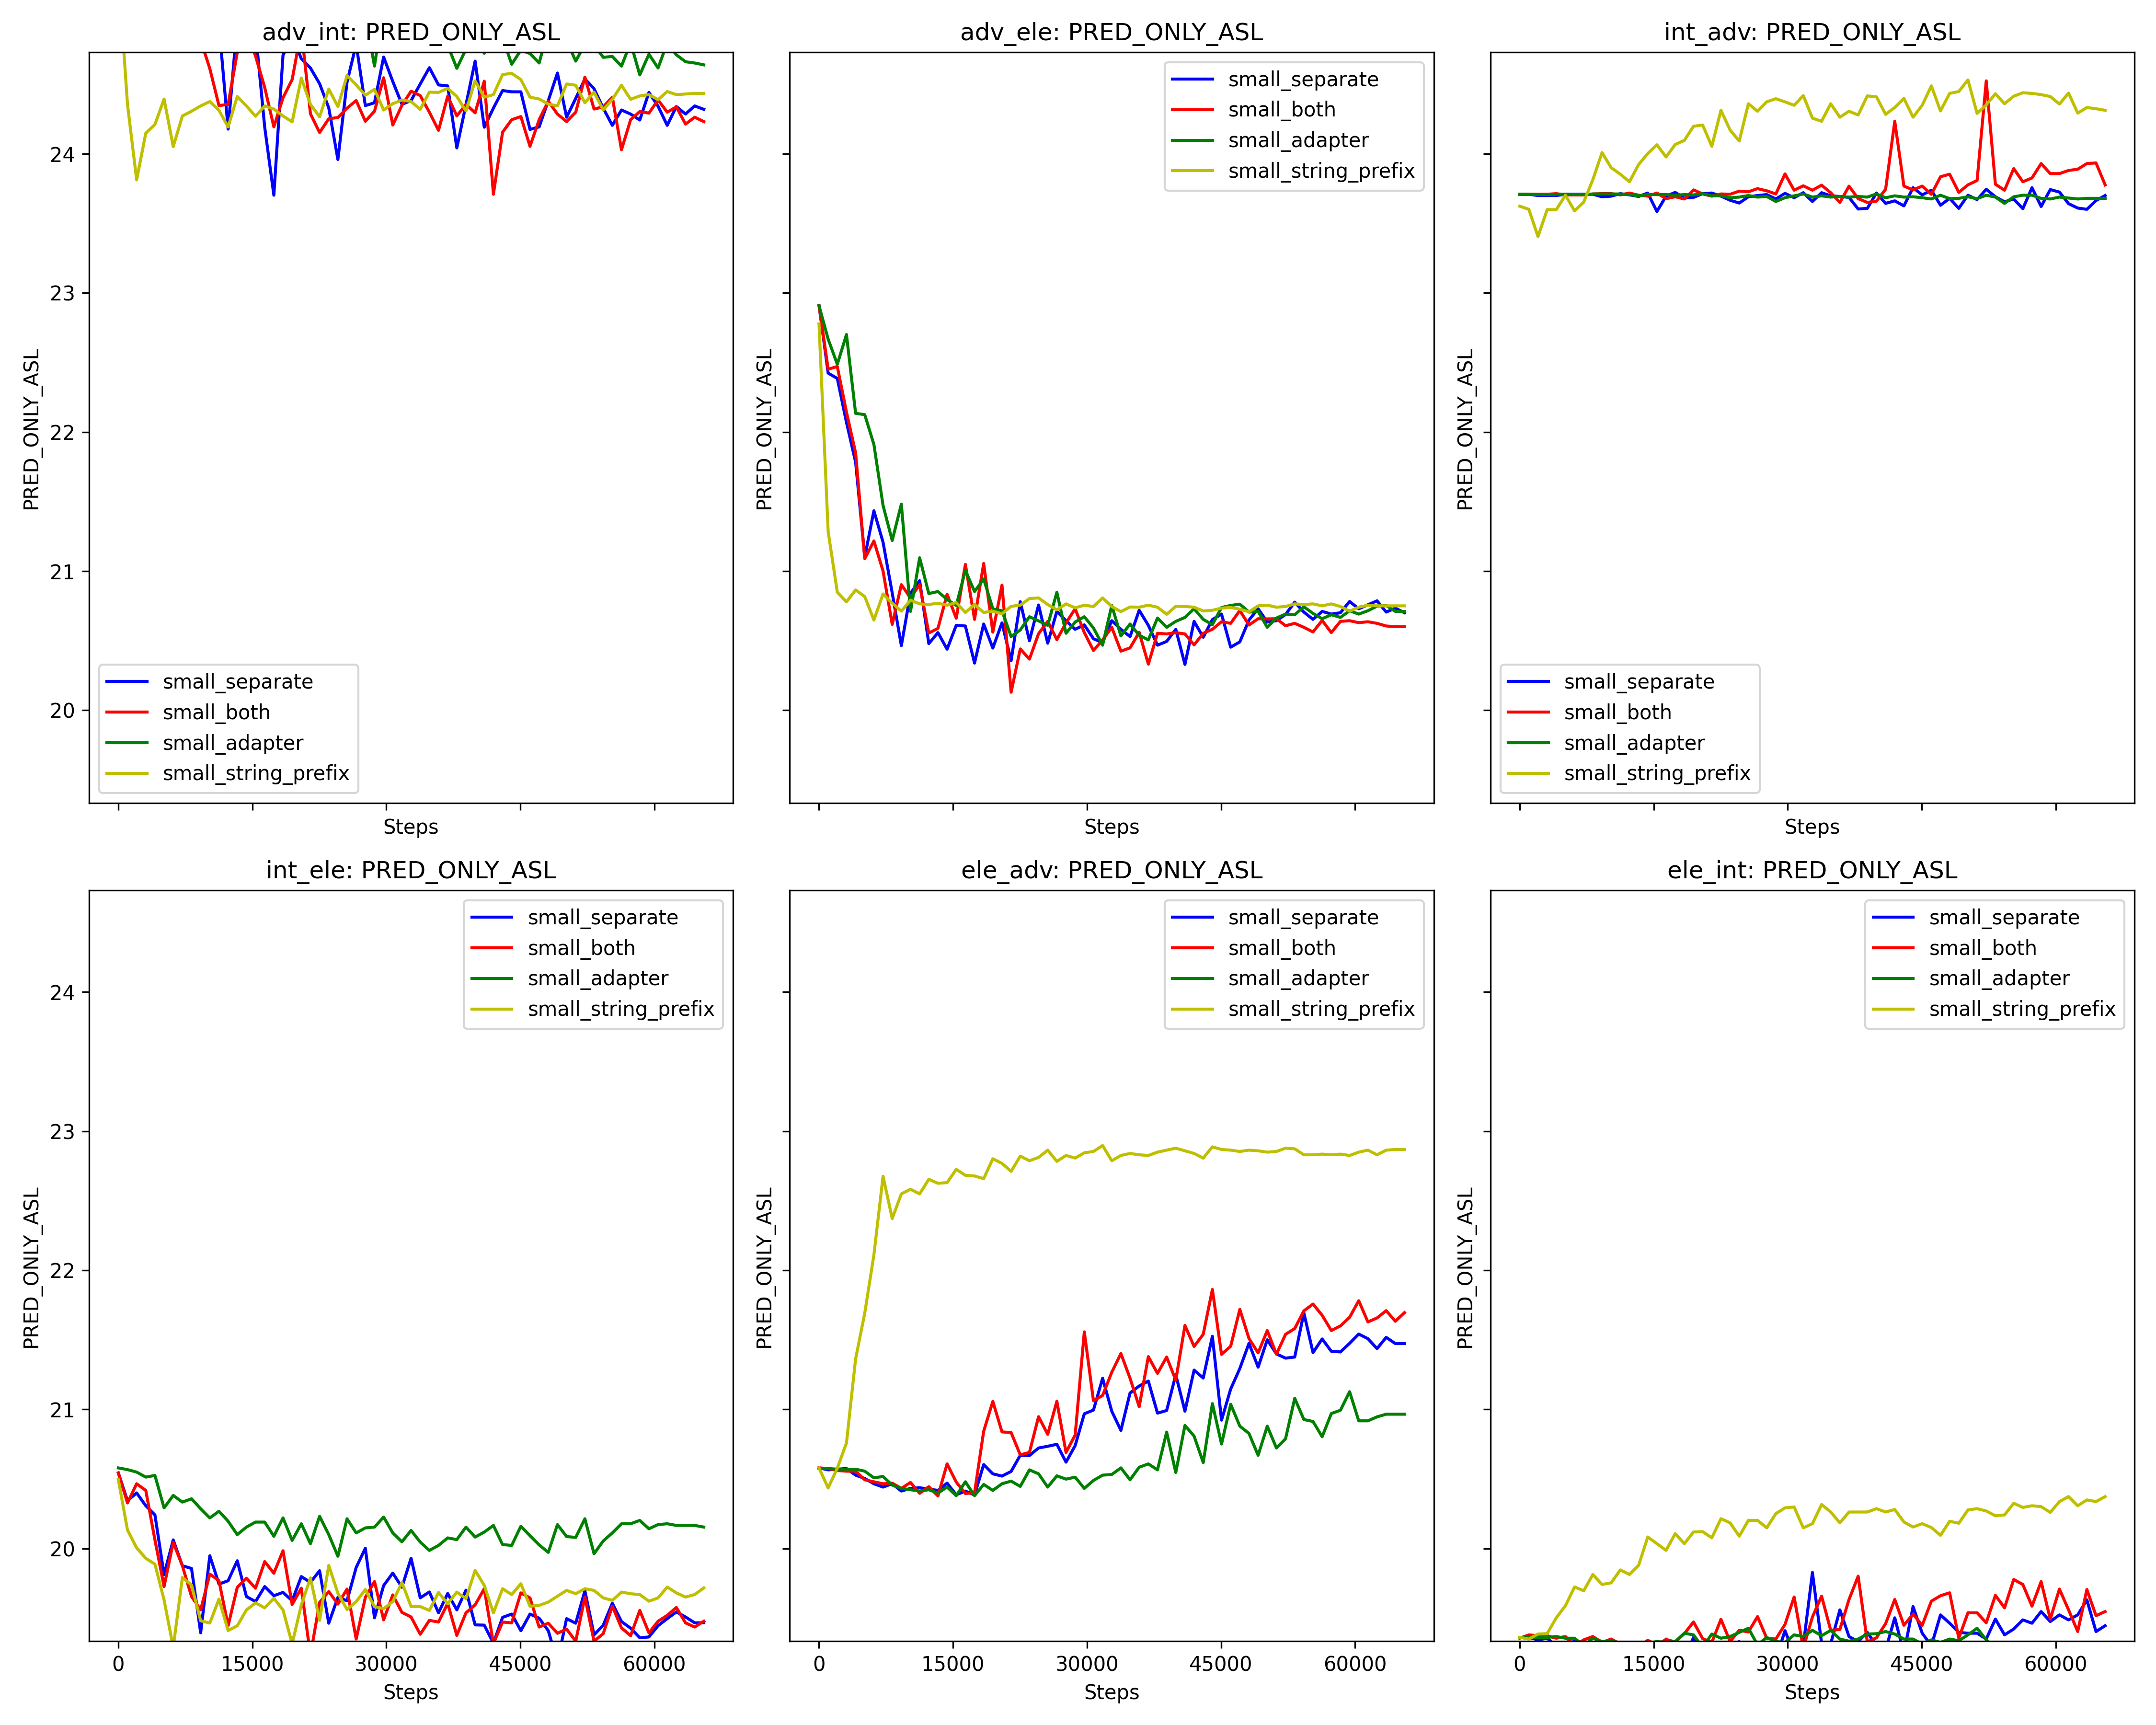 adv_int: PRED_ONLY_ASL
adv_ele: PRED_ONLY_ASL
int_adv: PRED_ONLY_ASL
PRED_ONLY_ASL
24
23
22
21
20
small_separate
small_both
small_adapter
small_string_prefix
Steps
PRED_ONLY_ASL
small_separate
small_both
small_adapter
small_string_prefix
Steps
PRED_ONLY_ASL
small_separate
small_both
small_adapter
small_string_prefix
Steps
int_ele: PRED_ONLY_ASL
ele_adv: PRED_ONLY_ASL
ele_int: PRED_ONLY_ASL
PRED_ONLY_ASL
24
23
22
21
20
small_separate
small_both
small_adapter
small_string_prefix
0 15000 30000 45000 60000
Steps
PRED_ONLY_ASL
small_separate
small_both
small_adapter
small_string_prefix
0 15000 30000 45000 60000
Steps
PRED_ONLY_ASL
small_separate
small_both
small_adapter
small_string_prefix
0 15000 30000 45000 60000
Steps